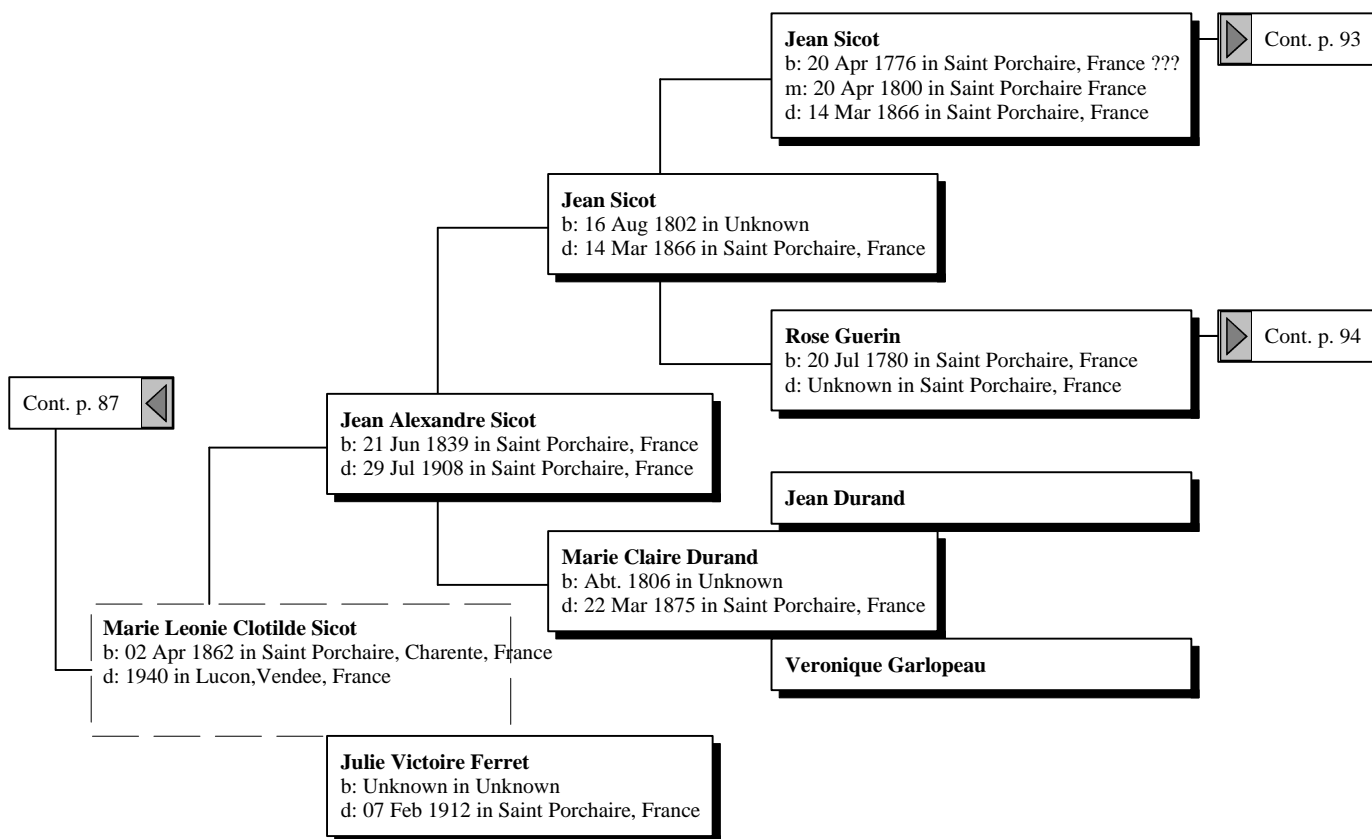 Jean Sicot
b: 20 Apr 1776 in Saint Porchaire, France ???
m: 20 Apr 1800 in Saint Porchaire France
d: 14 Mar 1866 in Saint Porchaire, France
Cont. p. 93
Jean Sicot
b: 16 Aug 1802 in Unknown
d: 14 Mar 1866 in Saint Porchaire, France
Rose Guerin
b: 20 Jul 1780 in Saint Porchaire, France
d: Unknown in Saint Porchaire, France
Cont. p. 94
Cont. p. 87
Jean Alexandre Sicot
b: 21 Jun 1839 in Saint Porchaire, France
d: 29 Jul 1908 in Saint Porchaire, France
Jean Durand
Marie Claire Durand
b: Abt. 1806 in Unknown
d: 22 Mar 1875 in Saint Porchaire, France
Marie Leonie Clotilde Sicot
b: 02 Apr 1862 in Saint Porchaire, Charente, France
d: 1940 in Lucon,Vendee, France
Veronique Garlopeau
Julie Victoire Ferret
b: Unknown in Unknown
d: 07 Feb 1912 in Saint Porchaire, France